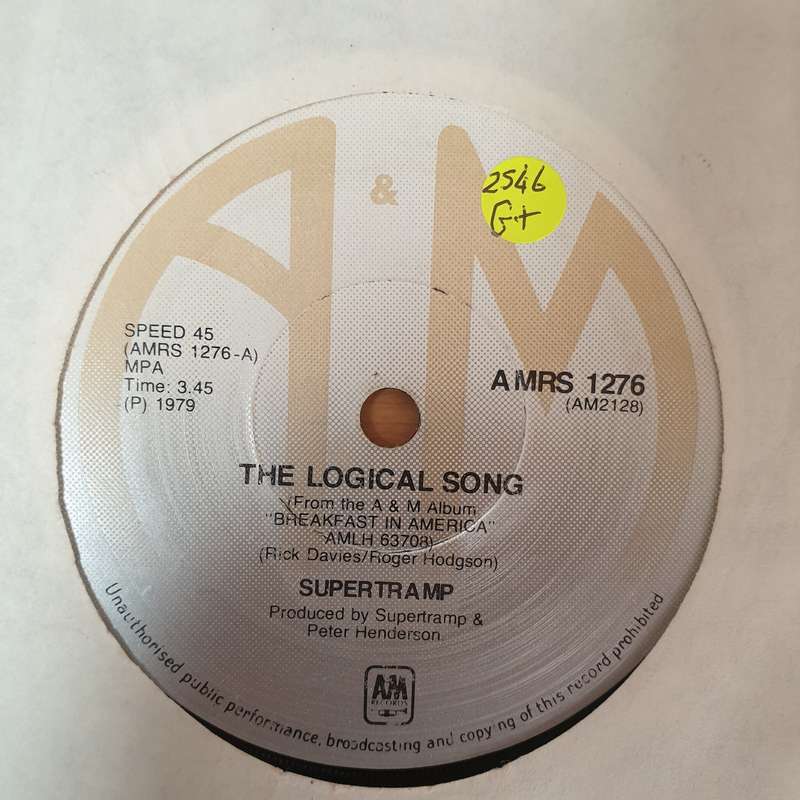 A & M
2546
G+
SPEED 45
(AMRS 1276-A)
MPA
Time: 3.45
(P) 1979
AMRS 1276
(AM2128)
THE LOGICAL SONG
(From the A & M Album
"BREAKFAST IN AMERICA"
AMLH 63708)
(Rick Davies/Roger Hodgson)
SUPERTRAMP
Produced by Supertramp &
Peter Henderson
A&M
RECORDS
Unauthorised public performance, broadcasting and copying of this record prohibited